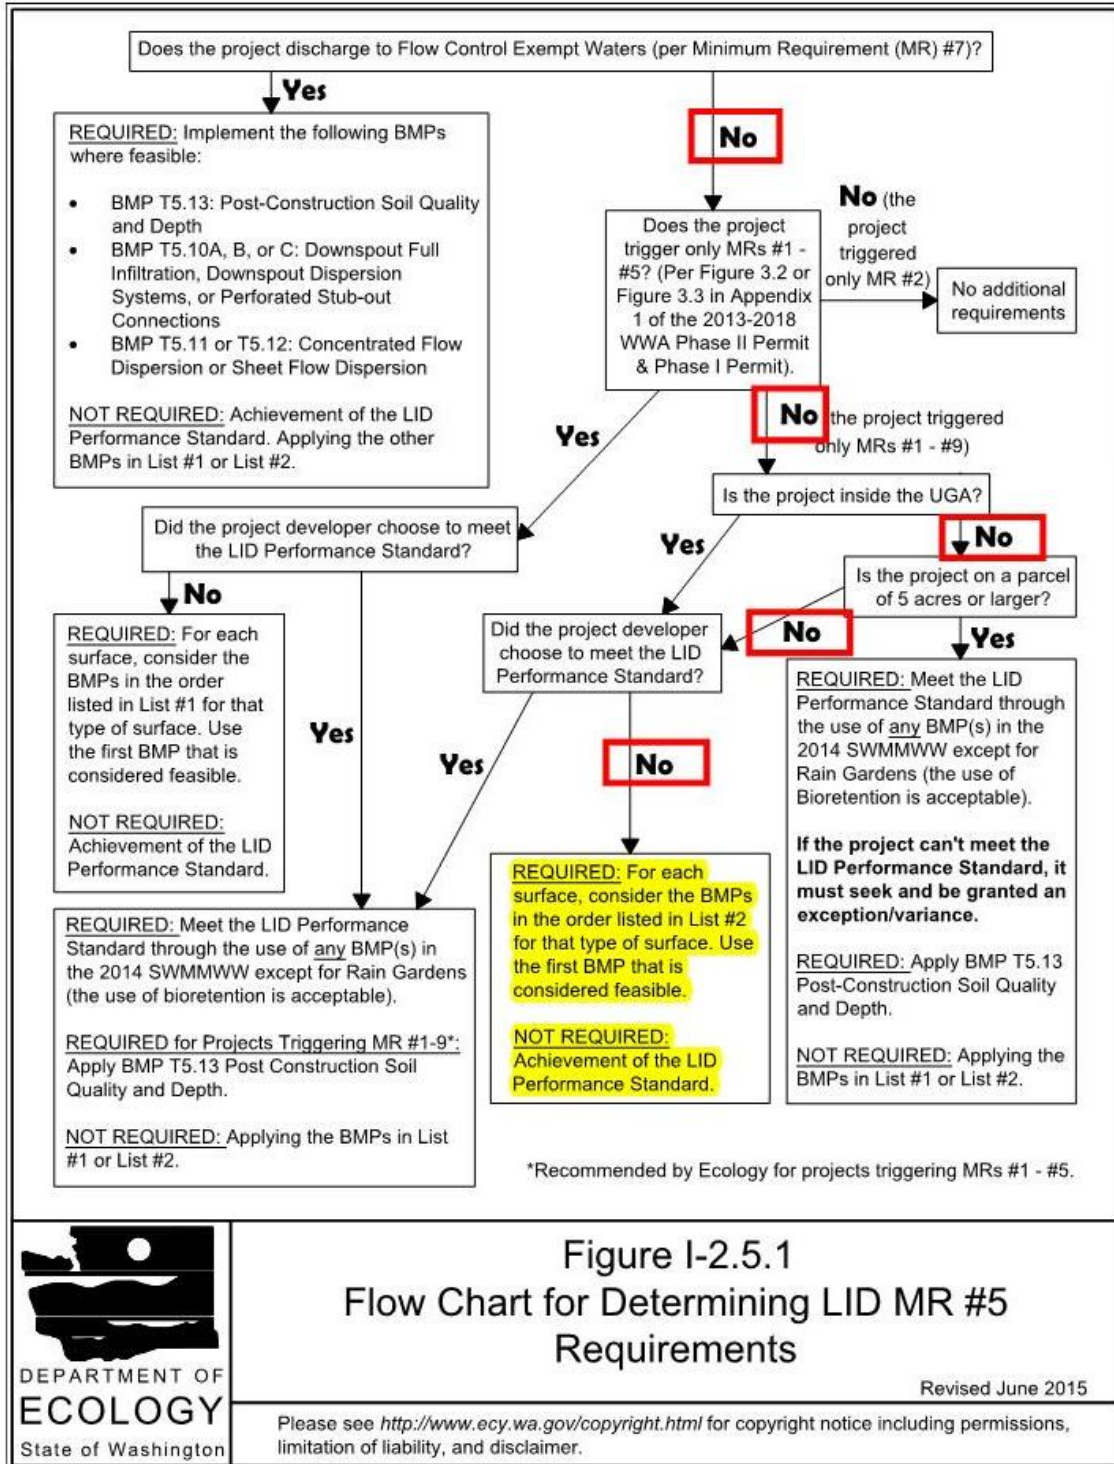 Does the project discharge to Flow Control Exempt Waters (per Minimum Requirement (MR) #7)?
Yes
No
REQUIRED: Implement the following BMPs
where feasible:
• BMP T5.13: Post-Construction Soil Quality
and Depth
• BMP T5.10A, B, or C: Downspout Full
Infiltration, Downspout Dispersion
Systems, or Perforated Stub-out
Connections
• BMP T5.11 or T5.12: Concentrated Flow
Dispersion or Sheet Flow Dispersion
NOT REQUIRED: Achievement of the LID
Performance Standard. Applying the other
BMPs in List #1 or List #2.
Does the project
trigger only MRs #1 -
#5? (Per Figure 3.2 or
Figure 3.3 in Appendix
1 of the 2013-2018
WWA Phase II Permit
& Phase I Permit).
No (the
project
triggered
only MR #2)
No additional
requirements
Yes
No the project triggered
only MRs #1 - #9)
Is the project inside the UGA?
Yes
No
Did the project developer choose to meet
the LID Performance Standard?
Is the project on a parcel
of 5 acres or larger?
No
Yes
No
Yes
REQUIRED: For each
surface, consider the
BMPs in the order
listed in List #1 for that
type of surface. Use
the first BMP that is
considered feasible.
NOT REQUIRED:
Achievement of the LID
Performance Standard.
Did the project developer
choose to meet the LID
Performance Standard?
Yes
No
REQUIRED: Meet the LID
Performance Standard through
the use of any BMP(s) in the
2014 SWMMWW except for
Rain Gardens (the use of
Bioretention is acceptable).
If the project can't meet the
LID Performance Standard, it
must seek and be granted an
exception/variance.
REQUIRED: Apply BMP T5.13
Post-Construction Soil Quality
and Depth.
NOT REQUIRED: Applying the
BMPs in List #1 or List #2.
REQUIRED: For each
surface, consider the BMPs
in the order listed in List #2
for that type of surface. Use
the first BMP that is
considered feasible.
NOT REQUIRED:
Achievement of the LID
Performance Standard.
REQUIRED: Meet the LID Performance
Standard through the use of any BMP(s) in
the 2014 SWMMWW except for Rain Gardens
(the use of bioretention is acceptable).
REQUIRED for Projects Triggering MR #1-9*:
Apply BMP T5.13 Post Construction Soil
Quality and Depth.
NOT REQUIRED: Applying the BMPs in List
#1 or List #2.
*Recommended by Ecology for projects triggering MRs #1 - #5.
DEPARTMENT OF
ECOLOGY
State of Washington
Figure I-2.5.1
Flow Chart for Determining LID MR #5
Requirements
Revised June 2015
Please see http://www.ecy.wa.gov/copyright.html for copyright notice including permissions,
limitation of liability, and disclaimer.